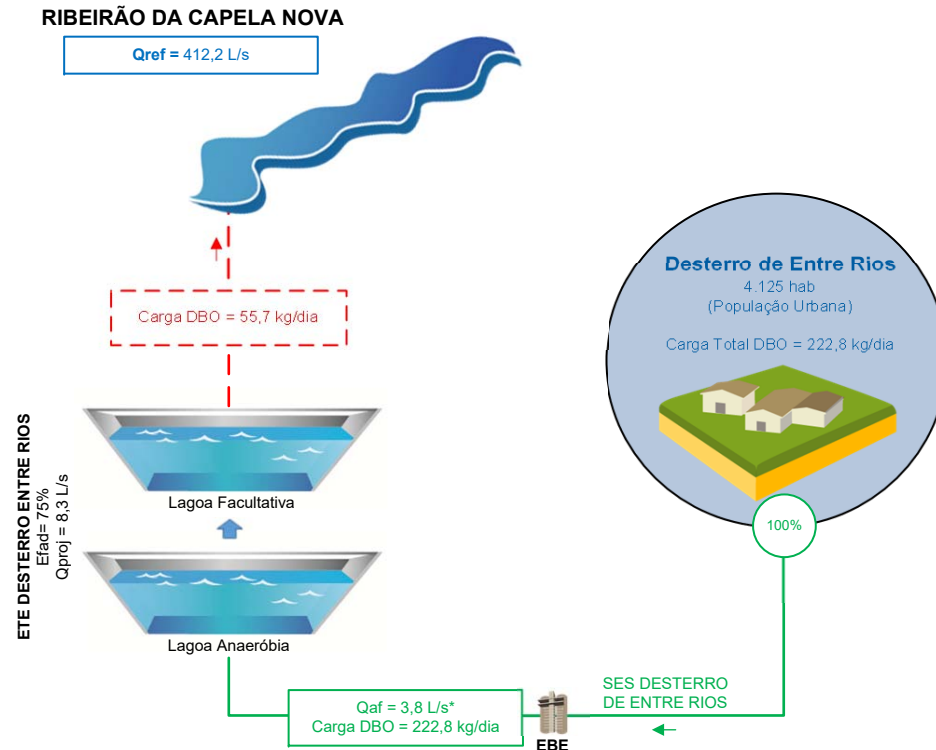 RIBEIRÃO DA CAPELA NOVA
Qref = 412,2 L/s
Desterro de Entre Rios
4.125 hab
(População Urbana)
Carga Total DBO = 222,8 kg/dia
100%
Carga DBO = 55,7 kg/dia
ETE DESTERRO ENTRE RIOS
Efad= 75%
Qproj = 8,3 L/s
Lagoa Facultativa
Lagoa Anaeróbia
Qaf = 3,8 L/s*
Carga DBO = 222,8 kg/dia
EBE
SES DESTERRO
DE ENTRE RIOS